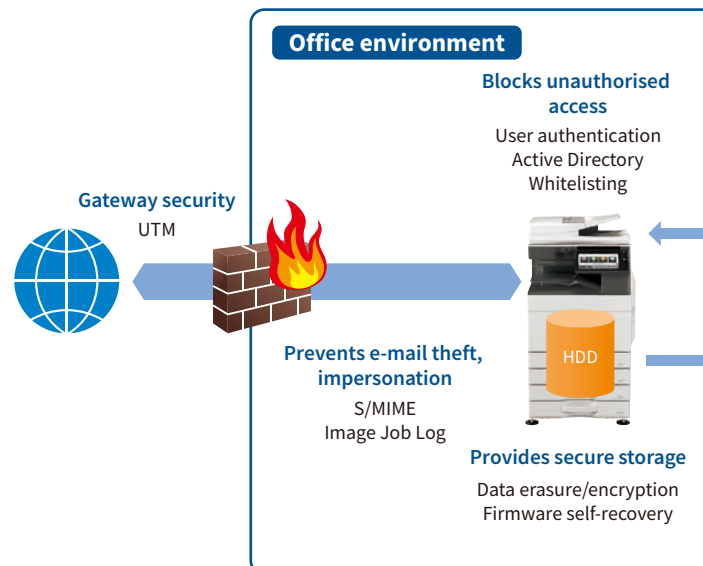 Office environment
Blocks unauthorised
access
User authentication
Active Directory
Whitelisting
Gateway security
UTM
Prevents e-mail theft,
impersonation
S/MIME
Image Job Log
HDD
Provides secure storage
Data erasure/encryption
Firmware self-recovery